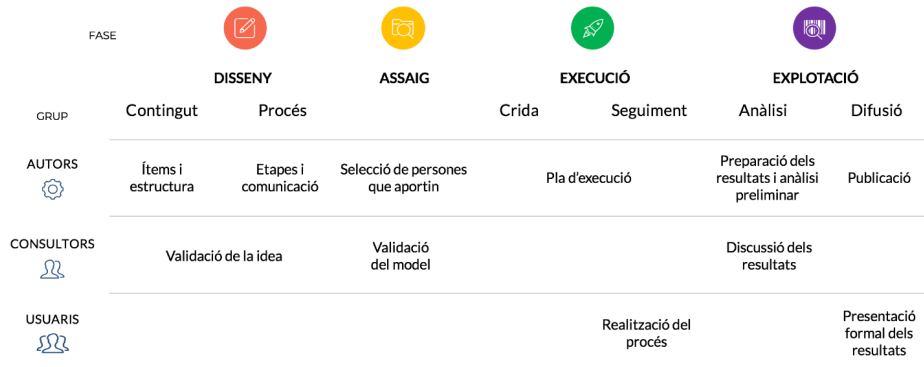 FASE
DISSENY
ASSAIG
EXECUCIÓ
EXPLOTACIÓ
GRUP
Contingut
Procés
Crida
Seguiment
Anàlisi
Difusió
AUTORS
Ítems i
estructura
Etapes i
comunicació
Selecció de persones
que aportin
Pla d’execució
Preparació dels
resultats i anàlisi
preliminar
Publicació
CONSULTORS
Validació de la idea
Validació
del model
Discussió dels
resultats
USUARIS
Realització del
procés
Presentació
formal dels
resultats